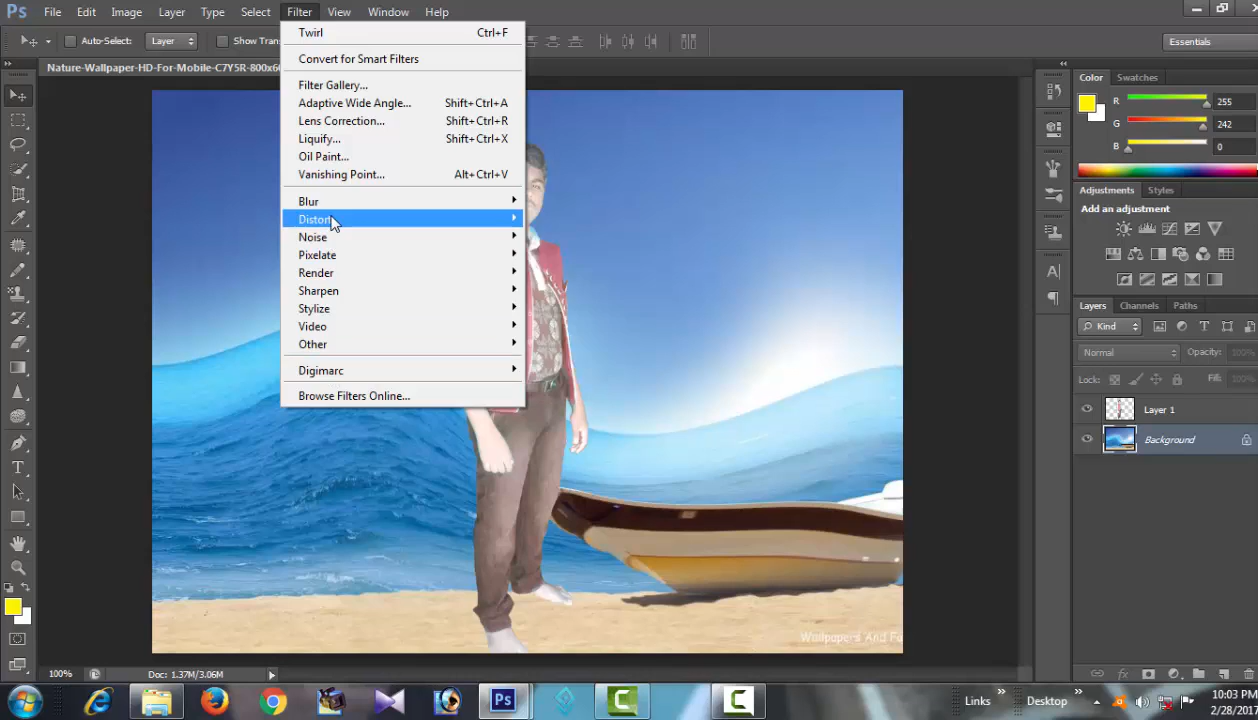 Ps File Edit Image Layer Type Select Filter View Window Help
Auto-Select: Layer Show
Essentials
Nature-Wallpaper-HD-For-Mobile-C7Y5R-800x6
Twirl Ctrl+F
Convert for Smart Filters
Filter Gallery...
Adaptive Wide Angle... Shift+Ctrl+A
Lens Correction... Shift+Ctrl+R
Liquify... Shift+Ctrl+X
Oil Paint...
Vanishing Point... Alt+Ctrl+V
Blur
Distort
Noise
Pixelate
Render
Sharpen
Stylize
Video
Other
Digimarc
Browse Filters Online...
Color Swatches
R 255
G 242
B 0
Adjustments Styles
Add an adjustment
Layers Channels Paths
Kind
Normal Opacity: 100%
Lock: Fill: 100%
Layer 1
Background
Wallpapers And
100% Doc: 1.37M/3.06M
Ps Links Desktop 10:03 PM
2/28/2017